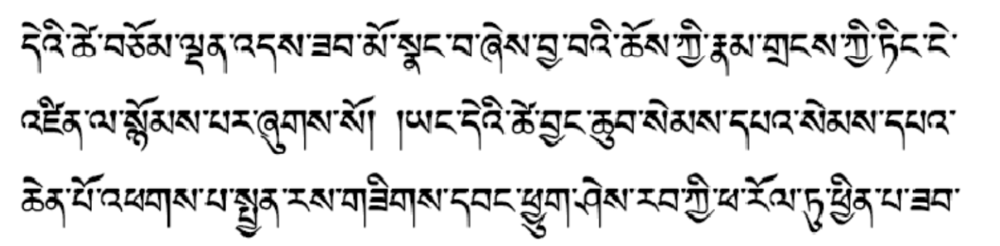 དེའི་ཚེ་བཅོམ་ལྡན་འདས་ཟབ་མོ་སྣང་བ་ཞེས་བྱ་བའི་ཆོས་ཀྱི་རྣམ་གྲངས་ཀྱི་ཏིང་ངེ་
འཛིན་ལ་སྙོམས་པར་ཞུགས་སོ། །ཡང་དེའི་ཚེ་བྱང་ཆུབ་སེམས་དཔའ་སེམས་དཔའ་
ཆེན་པོ་འཕགས་པ་སྤྱན་རས་གཟིགས་དབང་ཕྱུག་ཤེས་རབ་ཀྱི་ཕ་རོལ་ཏུ་ཕྱིན་པ་ཟབ་